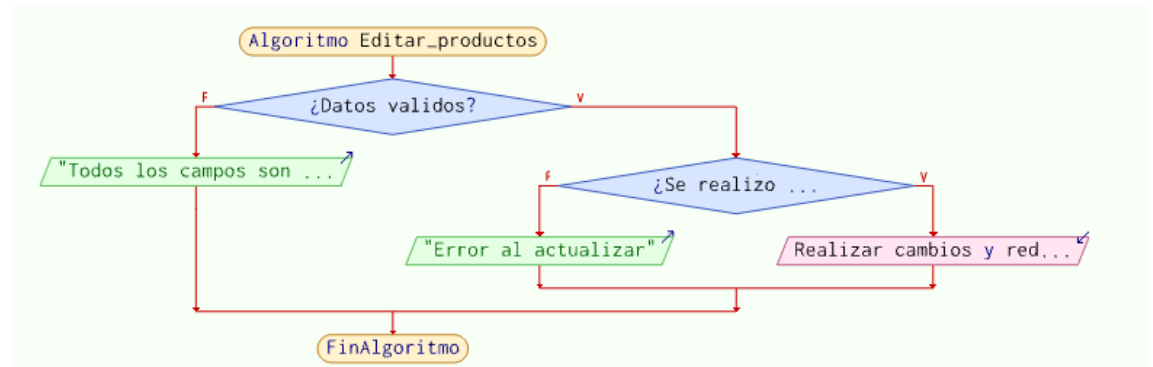 Algoritmo Editar_productos
F
¿Datos validos?
V
"Todos los campos son ...
F
¿Se realizo ...
V
"Error al actualizar"
Realizar cambios y red...
FinAlgoritmo